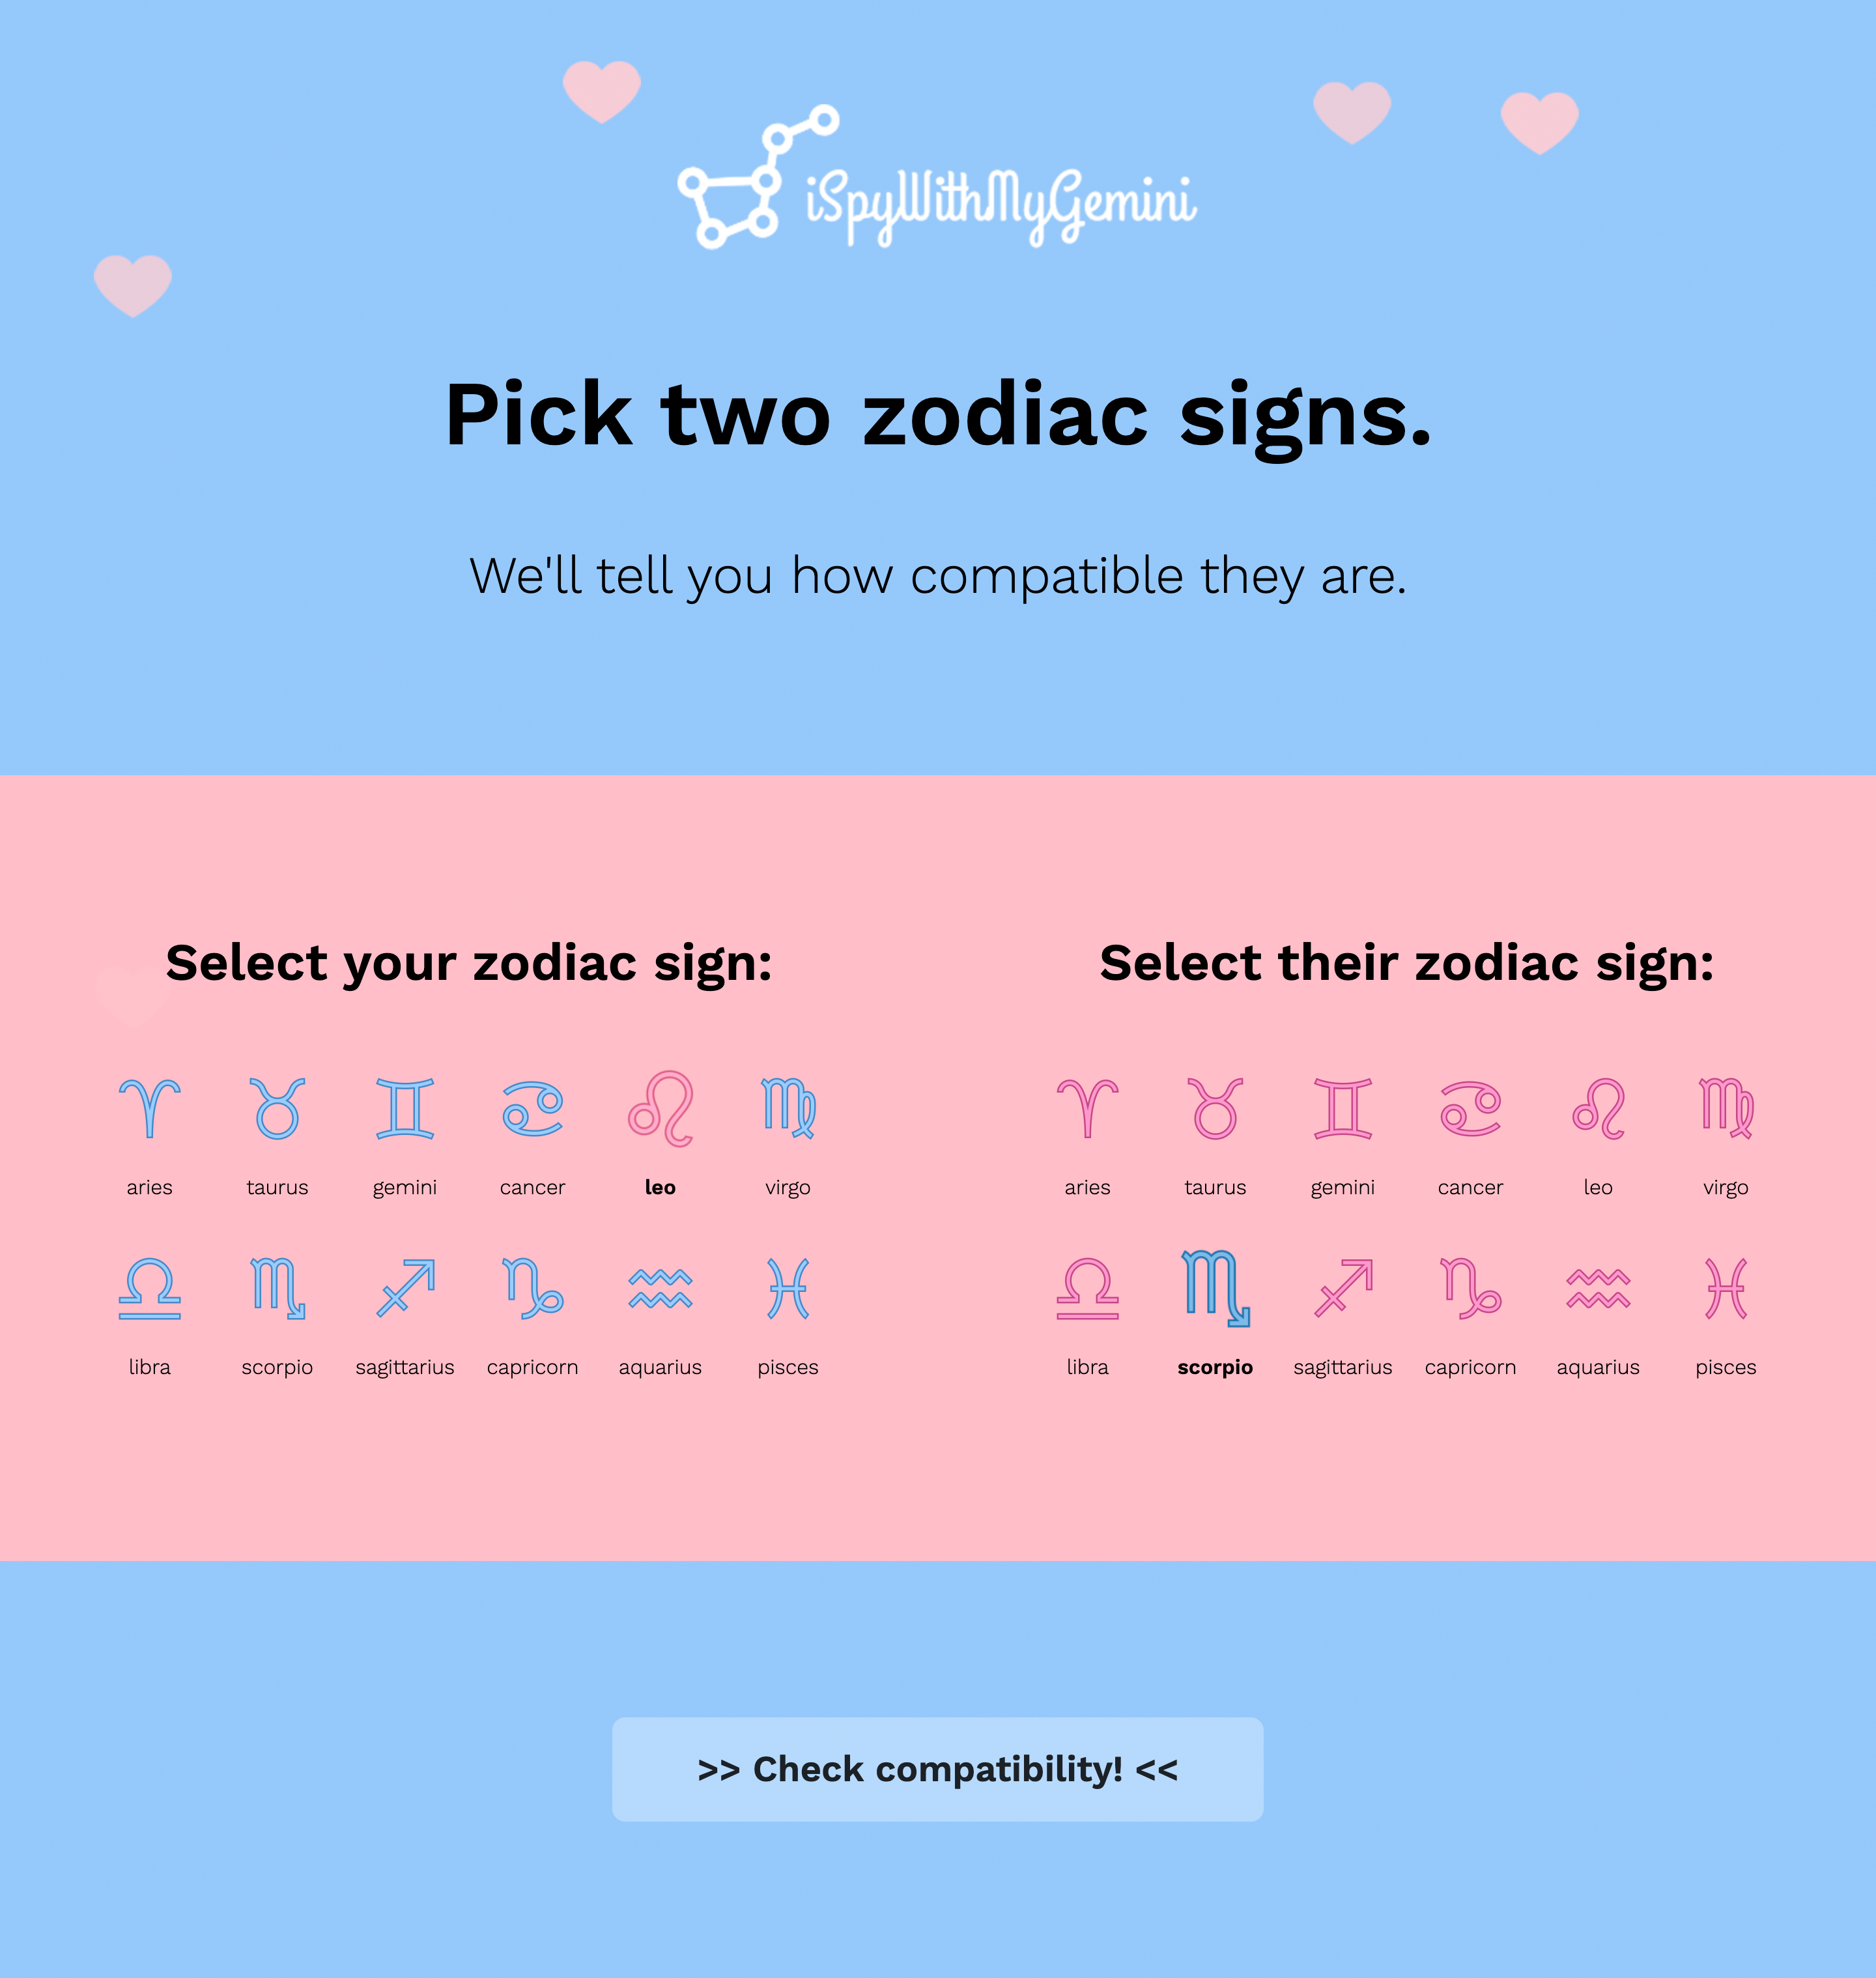 iSpyWithMyGemini
Pick two zodiac signs.
We'll tell you how compatible they are.
Select your zodiac sign:
aries taurus gemini cancer leo virgo
libra scorpio sagittarius capricorn aquarius pisces
Select their zodiac sign:
aries taurus gemini cancer leo virgo
libra scorpio sagittarius capricorn aquarius pisces
>> Check compatibility! <<